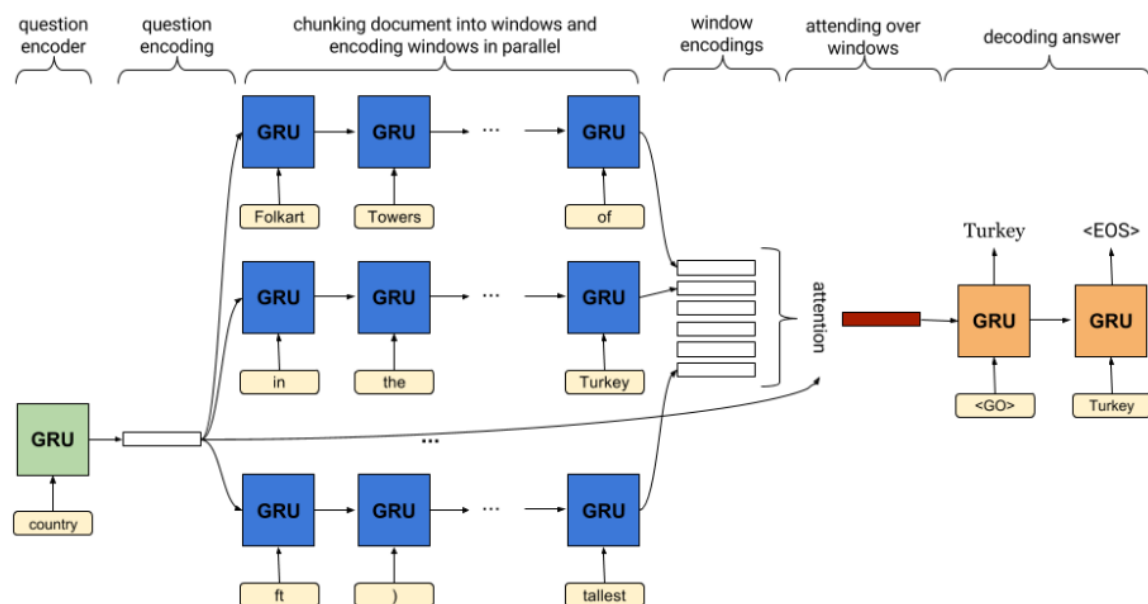 question
encoder
question
encoding
chunking document into windows and
encoding windows in parallel
window
encodings
attending over
windows
decoding answer
GRU
GRU
...
GRU
Folkart
Towers
of
GRU
GRU
...
GRU
in
the
Turkey
attention
Turkey
<EOS>
GRU
GRU
<GO>
Turkey
GRU
country
...
GRU
GRU
...
GRU
ft
)
tallest